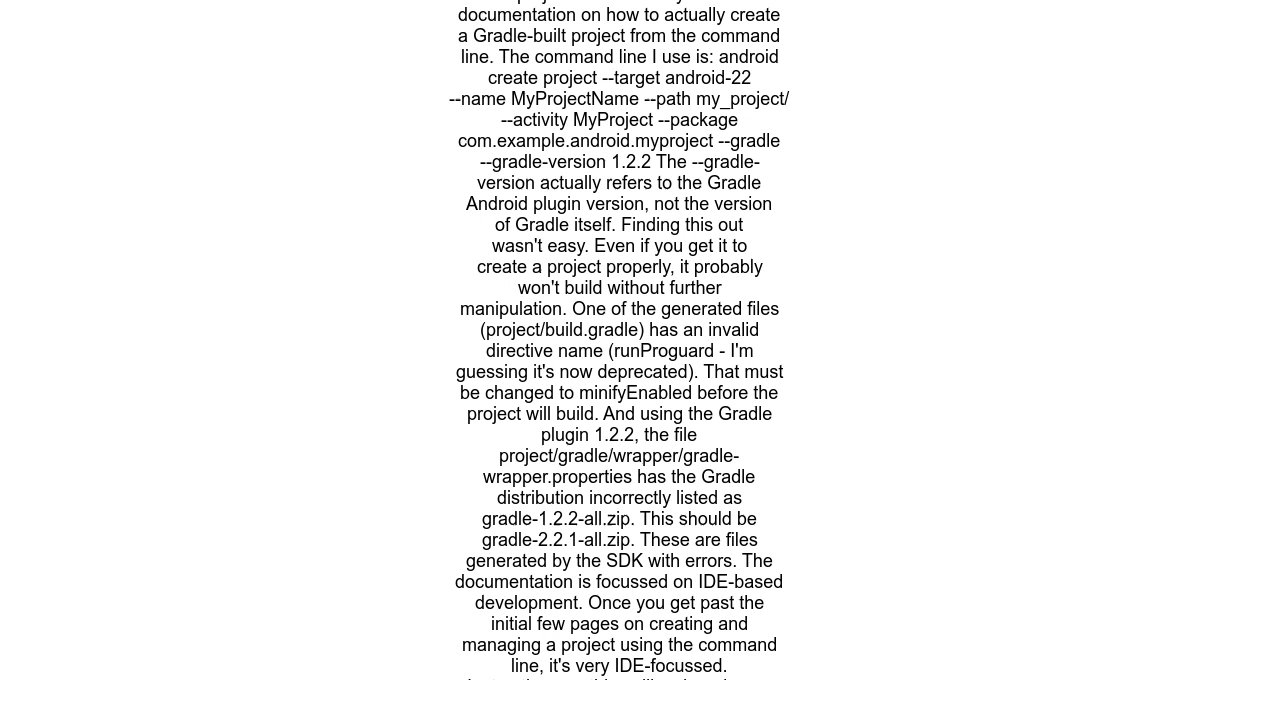 documentation on how to actually create
a Gradle-built project from the command
line. The command line I use is: android
create project --target android-22
--name MyProjectName --path my_project/
--activity MyProject --package
com.example.android.myproject --gradle
--gradle-version 1.2.2 The --gradle-
version actually refers to the Gradle
Android plugin version, not the version
of Gradle itself. Finding this out
wasn't easy. Even if you get it to
create a project properly, it probably
won't build without further
manipulation. One of the generated files
(project/build.gradle) has an invalid
directive name (runProguard - I'm
guessing it's now deprecated). That must
be changed to minifyEnabled before the
project will build. And using the Gradle
plugin 1.2.2, the file
project/gradle/wrapper/gradle-
wrapper.properties has the Gradle
distribution incorrectly listed as
gradle-1.2.2-all.zip. This should be
gradle-2.2.1-all.zip. These are files
generated by the SDK with errors. The
documentation is focussed on IDE-based
development. Once you get past the
initial few pages on creating and
managing a project using the command
line, it's very IDE-focussed.